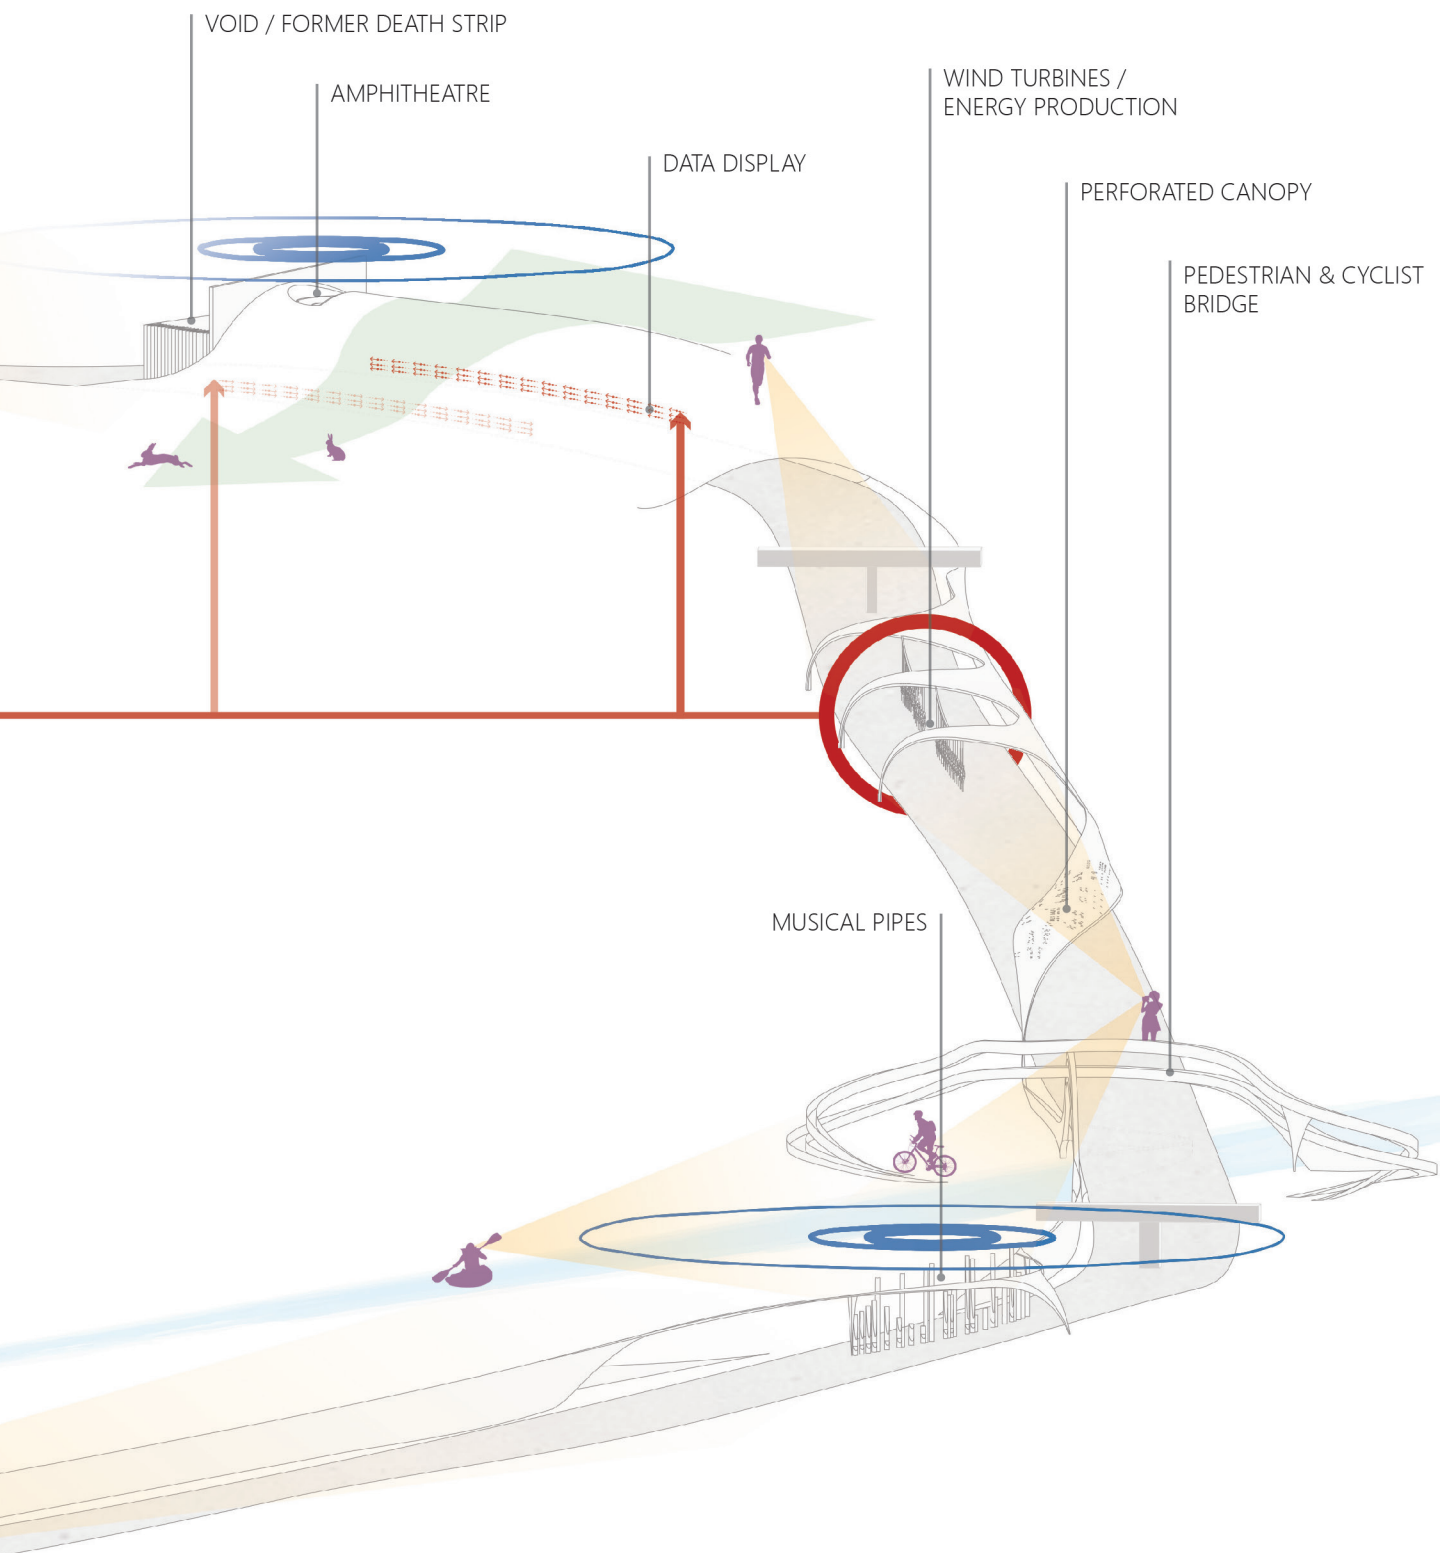 VOID / FORMER DEATH STRIP
AMPHITHEATRE
WIND TURBINES /
ENERGY PRODUCTION
DATA DISPLAY
PERFORATED CANOPY
PEDESTRIAN & CYCLIST
BRIDGE
MUSICAL PIPES